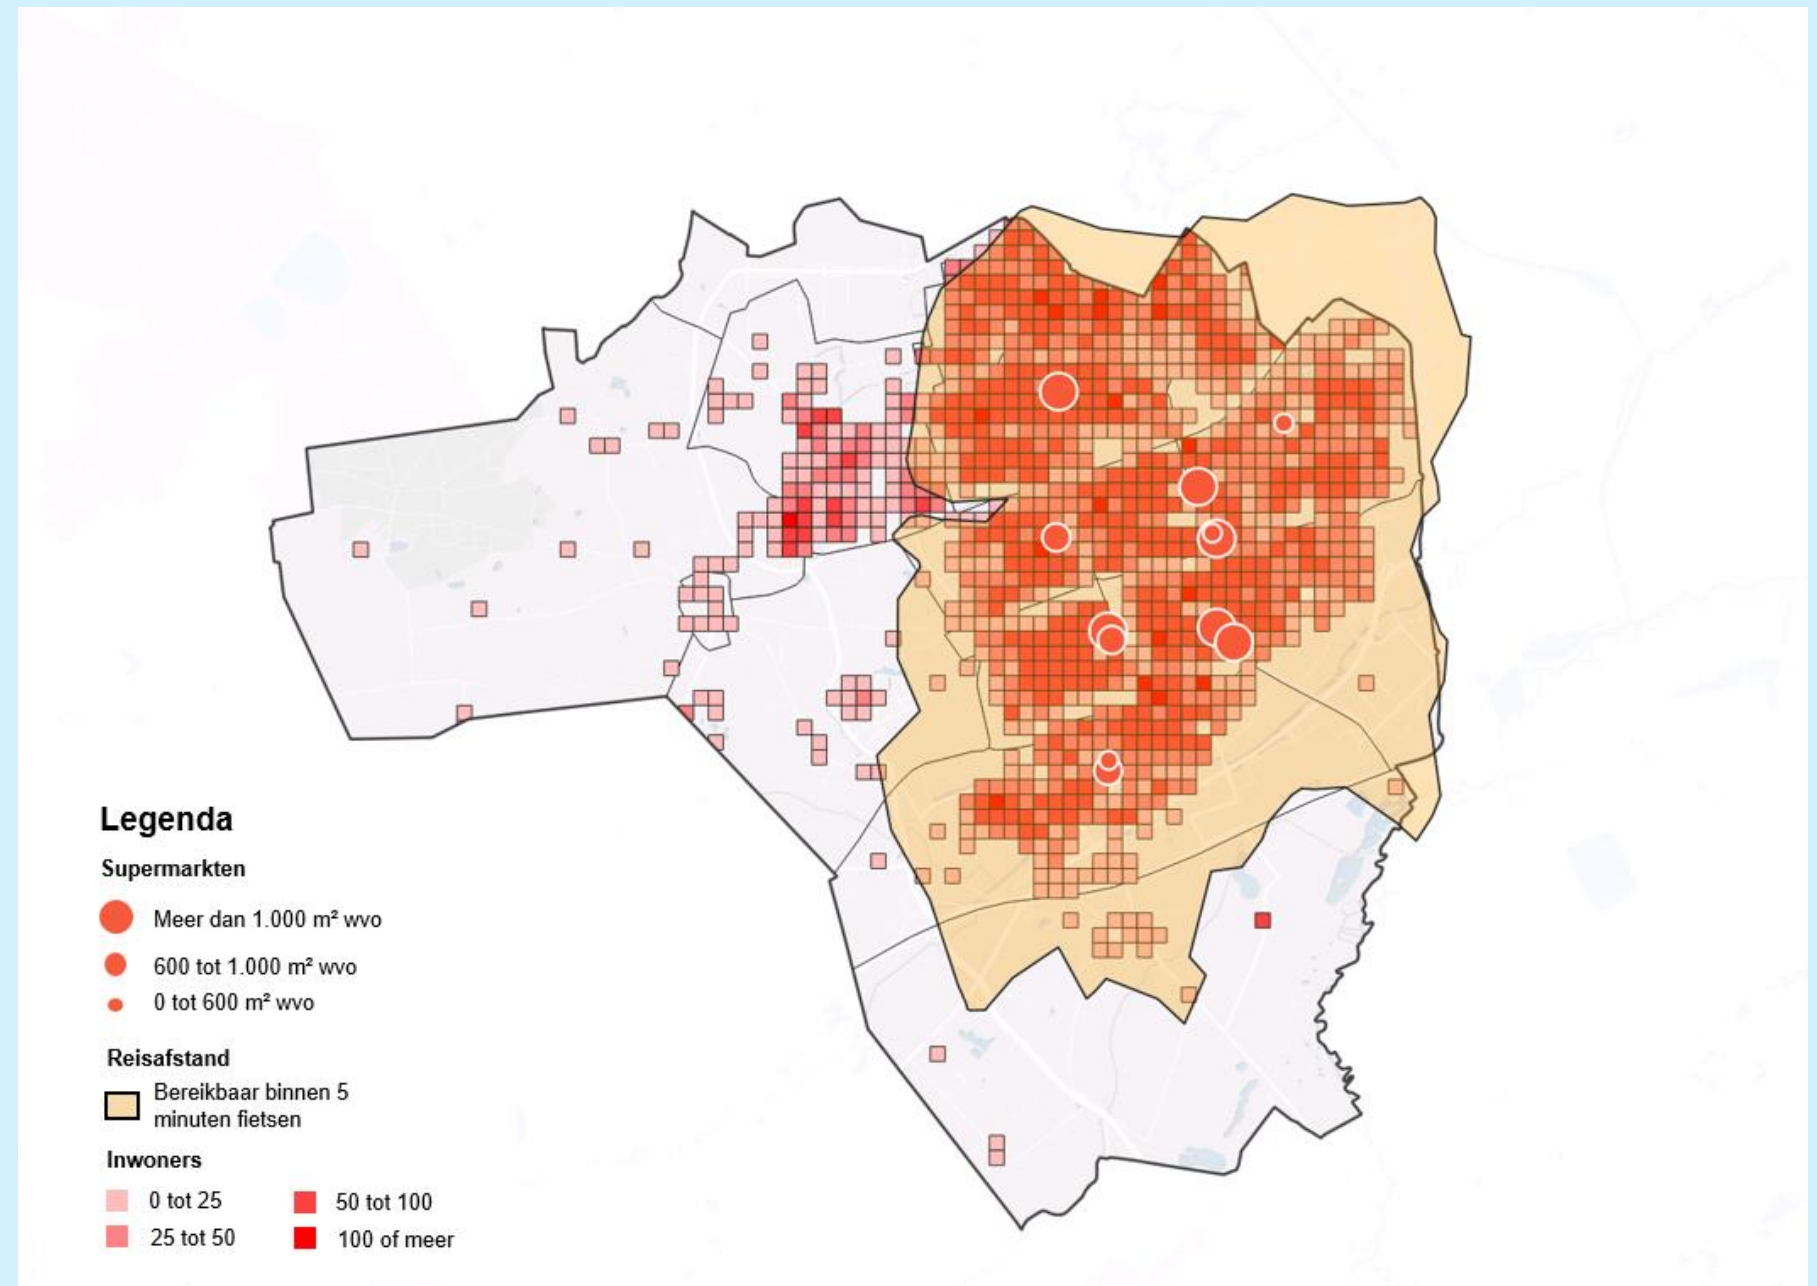 Legenda
Supermarkten
Meer dan 1.000 m² wvo
600 tot 1.000 m² wvo
0 tot 600 m² wvo
Reisafstand
Bereikbaar binnen 5
minuten fietsen
Inwoners
0 tot 25
50 tot 100
25 tot 50
100 of meer